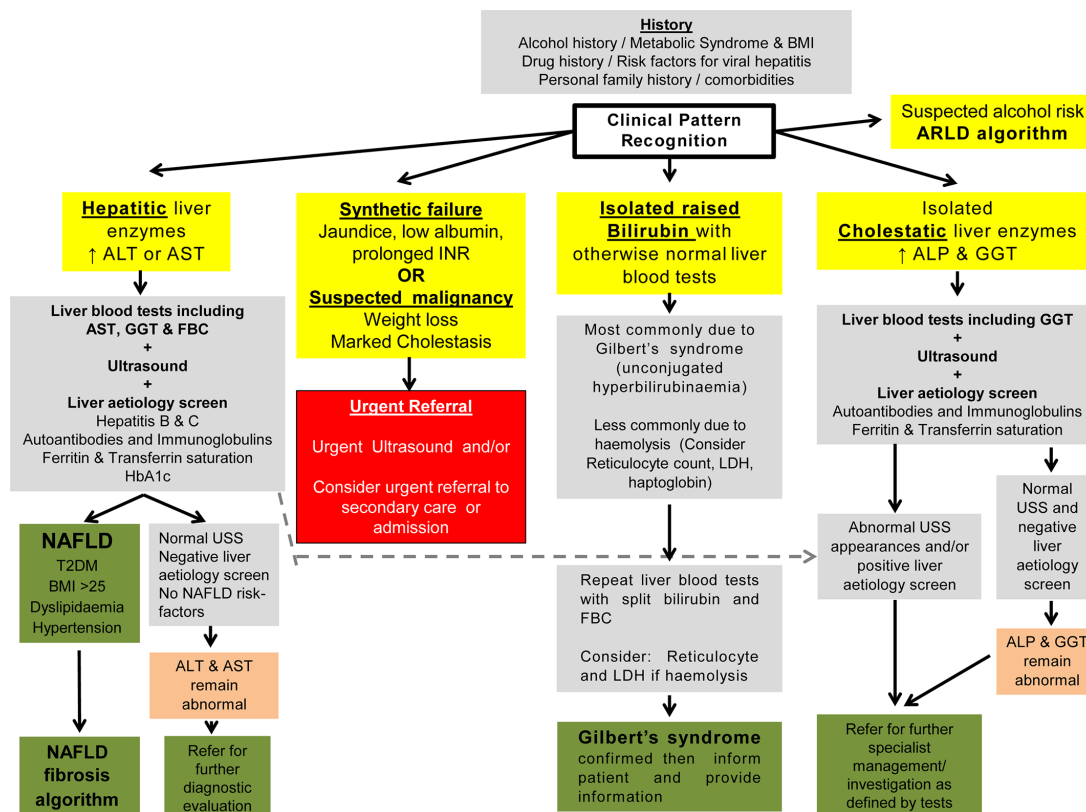 History
Alcohol history / Metabolic Syndrome & BMI
Drug history / Risk factors for viral hepatitis
Personal family history / comorbidities
Clinical Pattern
Recognition
Suspected alcohol risk
ARLD algorithm
Hepatitic liver
enzymes
↑ ALT or AST
Liver blood tests including
AST, GGT & FBC
+
Ultrasound
+
Liver aetiology screen
Hepatitis B & C
Autoantibodies and Immunoglobulins
Ferritin & Transferrin saturation
HbA1c
NAFLD
T2DM
BMI >25
Dyslipidaemia
Hypertension
NAFLD
fibrosis
algorithm
Normal USS
Negative liver
aetiology screen
No NAFLD risk-
factors
ALT & AST
remain
abnormal
Refer for
further
diagnostic
evaluation
Synthetic failure
Jaundice, low albumin,
prolonged INR
OR
Suspected malignancy
Weight loss
Marked Cholestasis
Urgent Referral
Urgent Ultrasound and/or
Consider urgent referral to
secondary care or
admission
Isolated raised
Bilirubin with
otherwise normal liver
blood tests
Most commonly due to
Gilbert's syndrome
(unconjugated
hyperbilirubinaemia)
Less commonly due to
haemolysis (Consider
Reticulocyte count, LDH,
haptoglobin)
Repeat liver blood tests
with split bilirubin and
FBC
Consider: Reticulocyte
and LDH if haemolysis
Gilbert's syndrome
confirmed then inform
patient and provide
information
Isolated
Cholestatic liver enzymes
↑ ALP & GGT
Liver blood tests including GGT
+
Ultrasound
+
Liver aetiology screen
Autoantibodies and Immunoglobulins
Ferritin & Transferrin saturation
Abnormal USS
appearances and/or
positive liver
aetiology screen
Normal
USS and
negative
liver
aetiology
screen
ALP & GGT
remain
abnormal
Refer for further
specialist
management/
investigation as
defined by tests